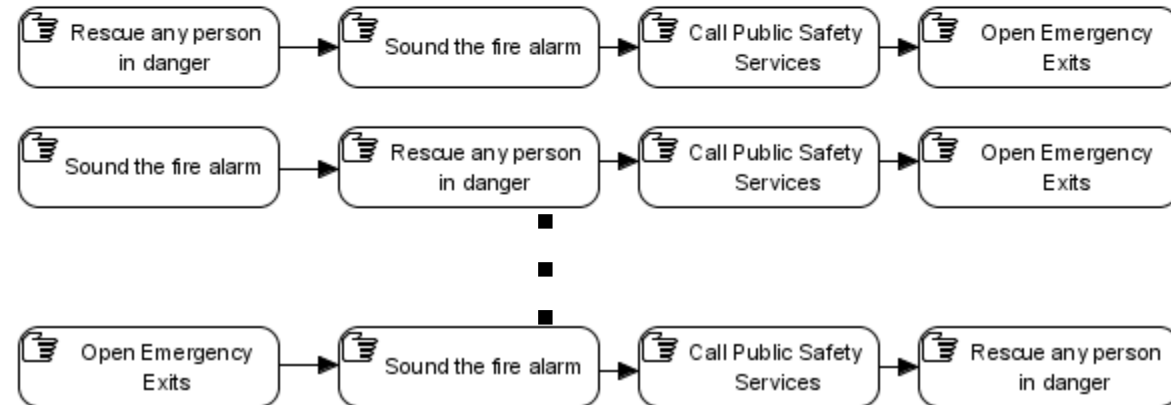 Rescue any person
in danger
Sound the fire alarm
Call Public Safety
Services
Open Emergency
Exits
Sound the fire alarm
Rescue any person
in danger
Call Public Safety
Services
Open Emergency
Exits
Open Emergency
Exits
Sound the fire alarm
Call Public Safety
Services
Rescue any person
in danger